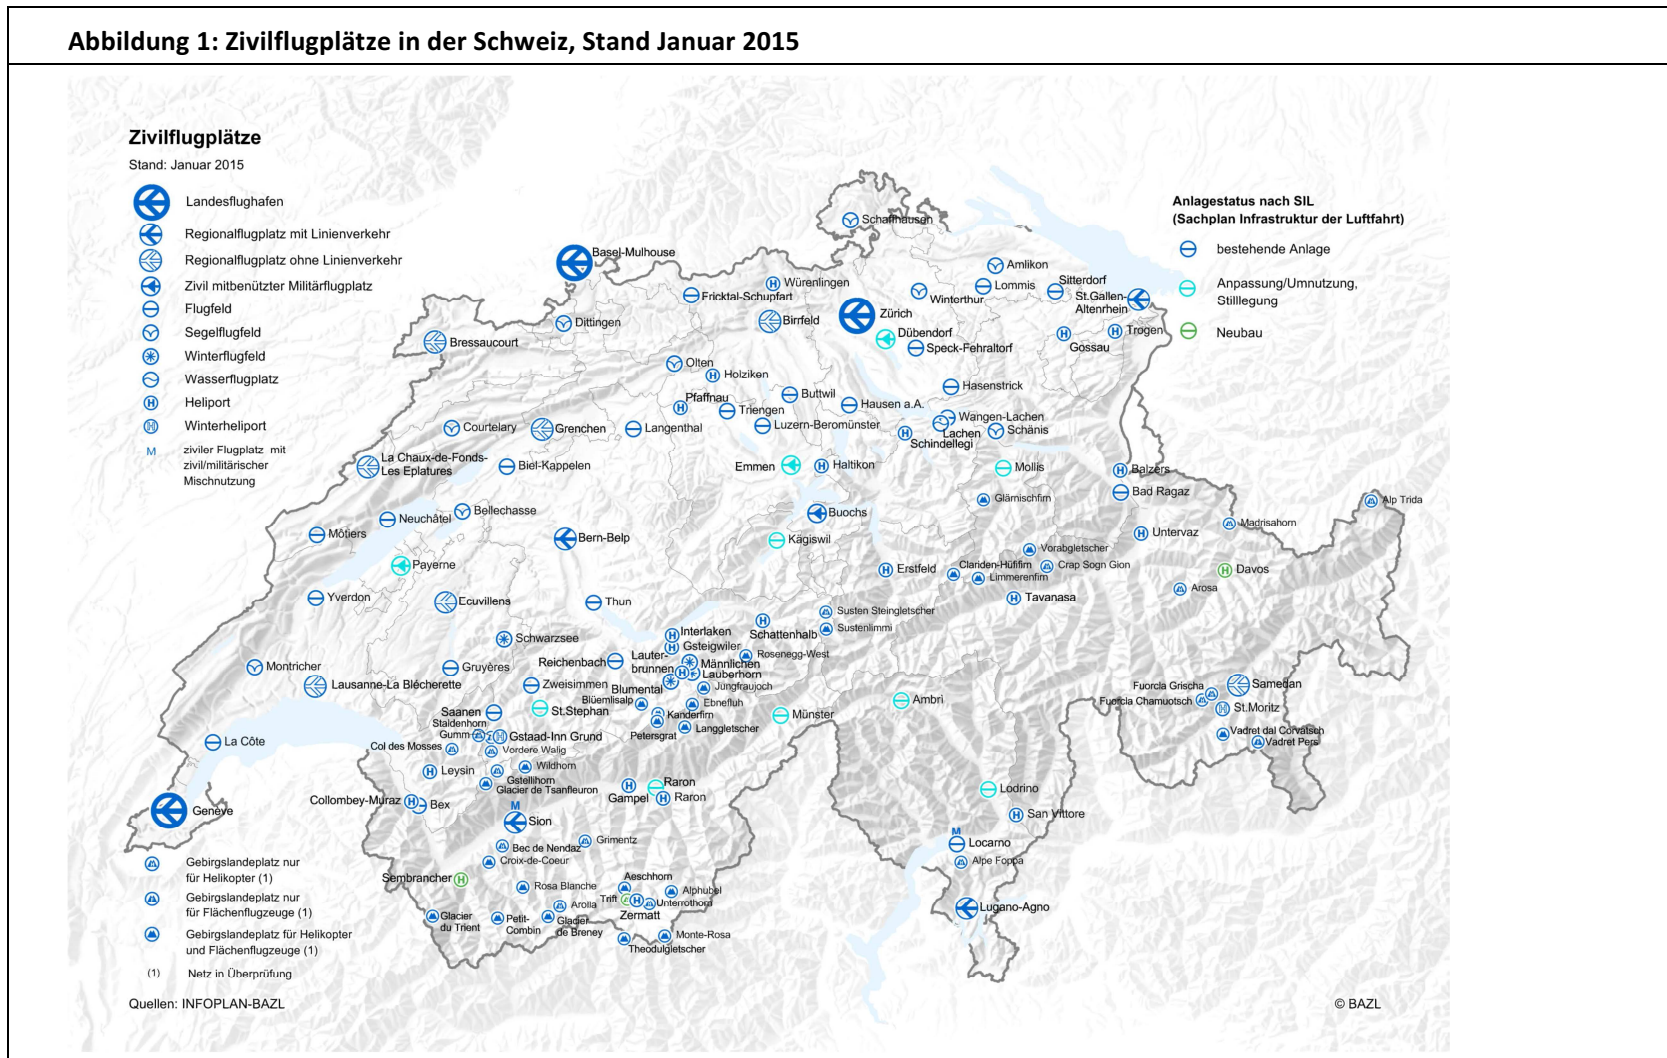 Abbildung 1: Zivilflugplätze in der Schweiz, Stand Januar 2015
Zivilflugplätze
Stand: Januar 2015
Landesflughafen
Regionalflugplatz mit Linienverkehr
Regionalflugplatz ohne Linienverkehr
Zivil mitbenützter Militärflugplatz
Flugfeld
Segelflugfeld
Winterflugfeld
Wasserflugplatz
Heliport
Winterheliport
M ziviler Flugplatz mit
zivil/militärischer
Mischnutzung
Anlagestatus nach SIL
(Sachplan Infrastruktur der Luftfahrt)
bestehende Anlage
Anpassung/Umnutzung,
Stilllegung
Neubau
Schaffhausen
Basel-Mulhouse
Amlikon
Würenlingen
Sitterdorf
Lommis
Fricktal-Schupfart
Winterthur
St.Gallen-
Altenrhein
Zürich
Birrfeld
Dittingen
Dübendorf
Trogen
Bressaucourt
Speck-Fehraltorf
Gossau
Olten
Holziken
Hasenstrick
Pfaffnau
Buttwil
Triengen
Hausen a.A.
Wangen-Lachen
Courtelary
Grenchen
Langenthal
Luzern-Beromünster
Lachen
Schänis
Schindellegi
La Chaux-de-Fonds-
Les Eplatures
Biel-Kappelen
Emmen
Haltikon
Mollis
Balzers
Bad Ragaz
Glärnischfirn
Alp Trida
Neuchâtel
Bellechasse
Buochs
Madrisahorn
Môtiers
Bern-Belp
Kägiswil
Untervaz
Vorabgletscher
Payerne
Erstfeld
Clariden-Hüfifirn
Crap Sogn Gion
Limmerenfirn
Davos
Arosa
Yverdon
Ecuvillens
Thun
Tavanasa
Susten Steingletscher
Sustenlimmi
Schwarzsee
Interlaken
Schattenhalb
Gsteigwiler
Rosenegg-West
Lauter-
brunnen
Männlichen
Reichenbach
Montricher
Gruyères
Lauberhorn
Lausanne-La Blécherette
Zweisimmen
Blumental
Jungfraujoch
Fuorcla Grischa
Samedan
Blüemlisalp
Ebnefluh
Fuorcla Chamuotsch
Ambrì
St.Moritz
Saanen
St.Stephan
Kanderfirn
Münster
Staldenhorn
Gumm
Gstaad-Inn Grund
Petersgrat
Langgletscher
Vadret dal Corvatsch
La Côte
Col des Mosses
Vordere Walig
Vadret Pers
Leysin
Wildhorn
Gstellihorn
Glacier de Tsanfleuron
Raron
Gampel
Raron
Lodrino
Collombey-Muraz
Bex
M
Sion
San Vittore
Genève
M
Locarno
Grimentz
Bec de Nendaz
Croix-de-Coeur
Alpe Foppa
Sembrancher
Aeschhorn
Rosa Blanche
Alphubel
Trift
Unterrothorn
Arolla
Zermatt
Lugano-Agno
Glacier
du Trient
Petit-
Combin
Glacier
de Breney
Monte-Rosa
Theodulgletscher
Gebirgslandeplatz nur
für Helikopter (1)
Gebirgslandeplatz nur
für Flächenflugzeuge (1)
Gebirgslandeplatz für Helikopter
und Flächenflugzeuge (1)
(1) Netz in Überprüfung
Quellen: INFOPLAN-BAZL
© BAZL